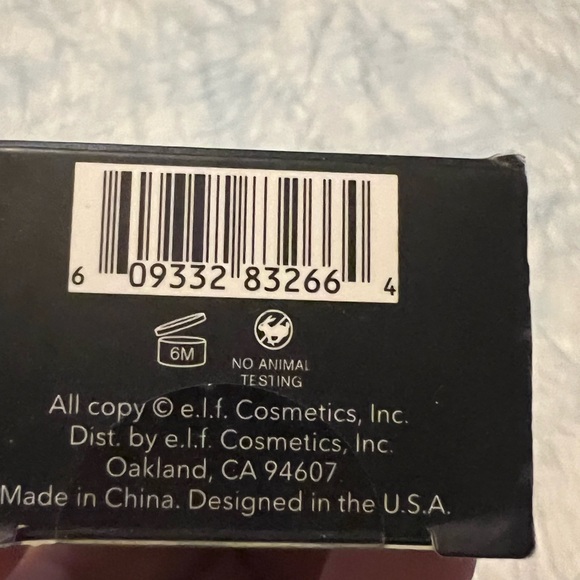 6 09332 83266 4
6M
NO ANIMAL
TESTING
All copy © e.l.f. Cosmetics, Inc.
Dist. by e.l.f. Cosmetics, Inc.
Oakland, CA 94607
Made in China. Designed in the U.S.A.